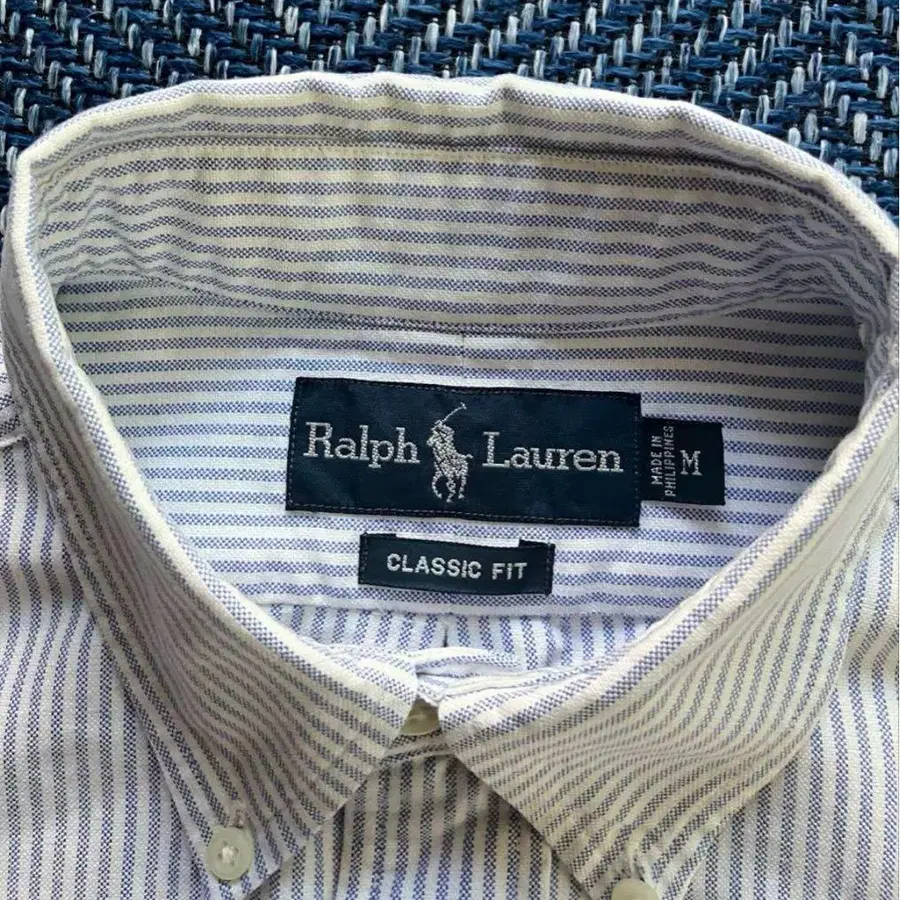 Ralph Lauren
MADE IN
PHILIPPINES
M
CLASSIC FIT